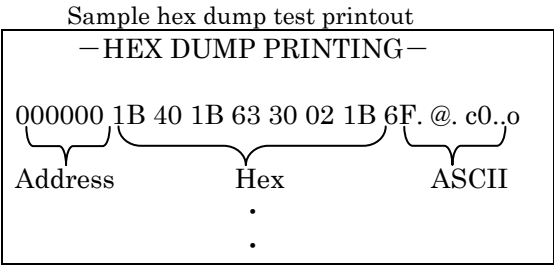 Sample hex dump test printout
－HEX DUMP PRINTING－
000000 1B 40 1B 63 30 02 1B 6F. @. c0..o
Address Hex ASCII
.
.